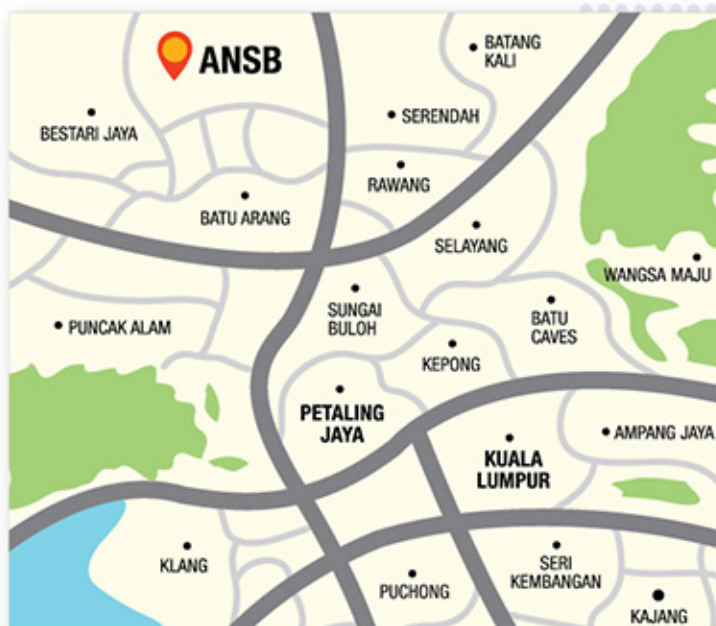 ANSB
BATANG
KALI
BESTARI JAYA
SERENDAH
RAWANG
BATU ARANG
SELAYANG
WANGSA MAJU
SUNGAI
BULOH
BATU
CAVES
PUNCAK ALAM
KEPONG
PETALING
JAYA
AMPANG JAYA
KUALA
LUMPUR
KLANG
SERI
KEMBANGAN
PUCHONG
KAJANG